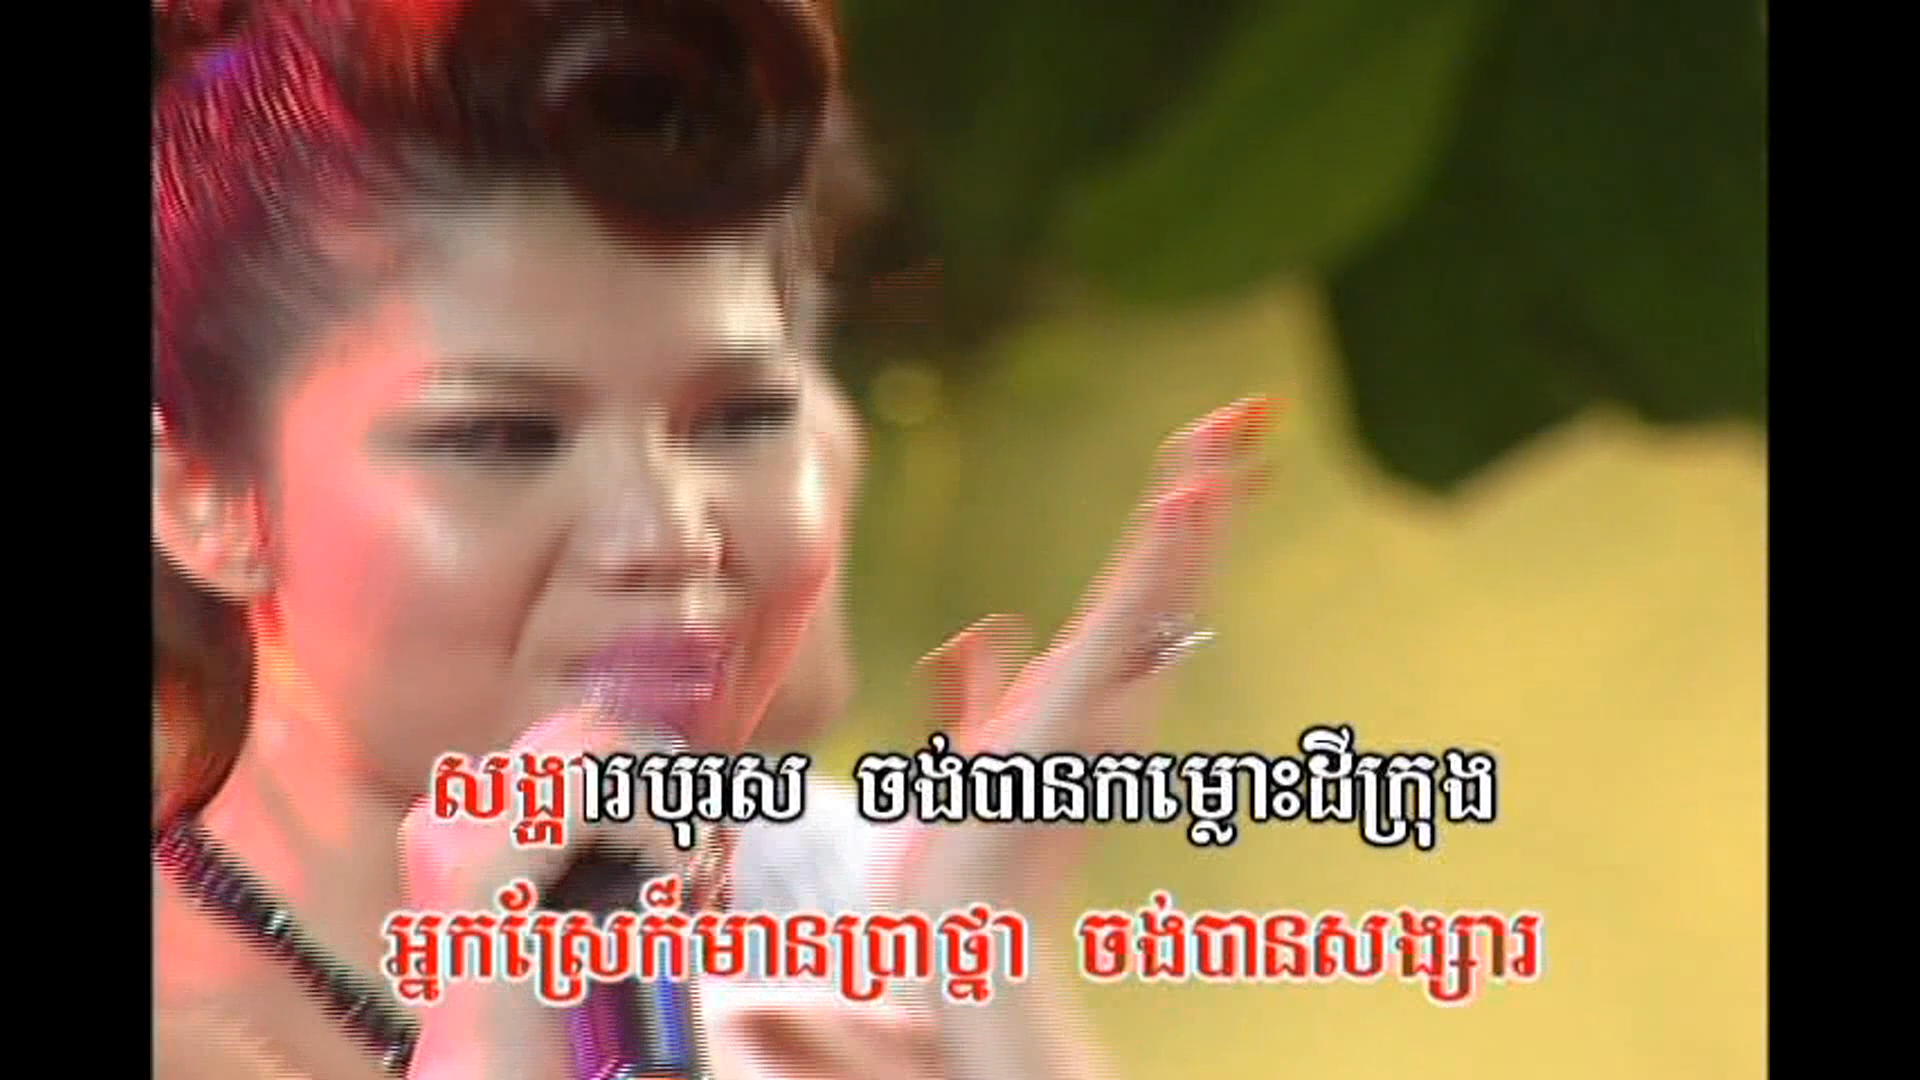 សង្ហារបុរស ចង់បានកម្លោះដីក្រុង
អ្នកស្រែក៏មានប្រាថ្នា ចង់បានសង្សារ